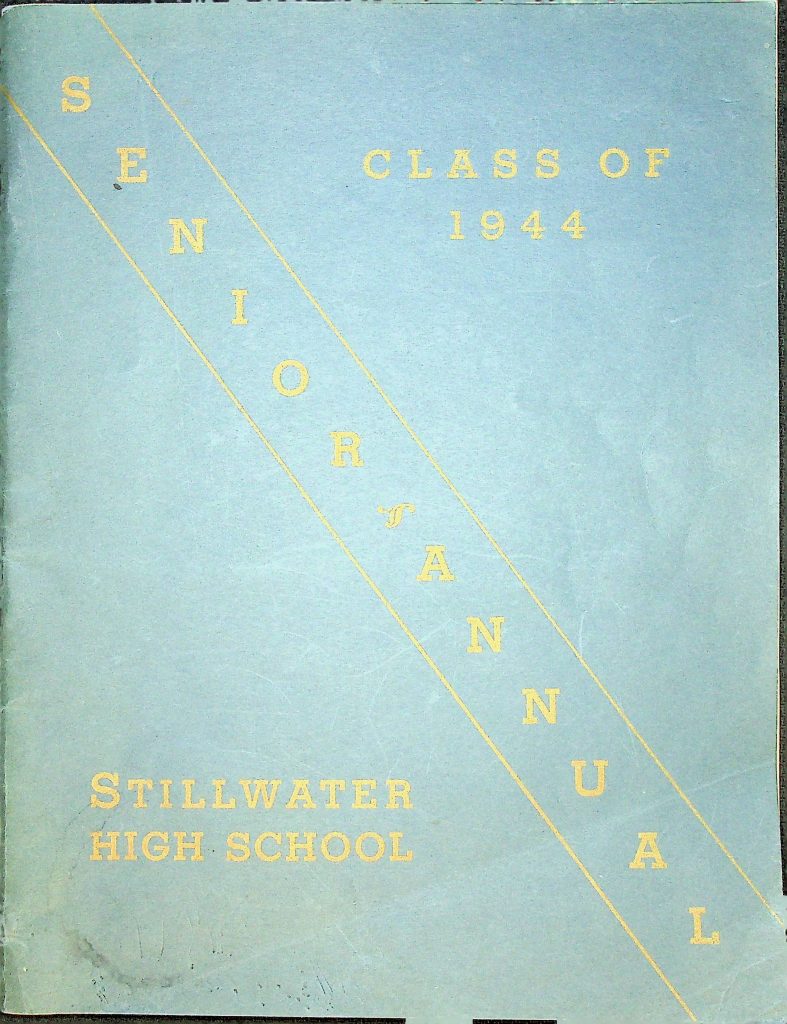 SENIOR ANNUAL
CLASS OF
1944
STILLWATER
HIGH SCHOOL